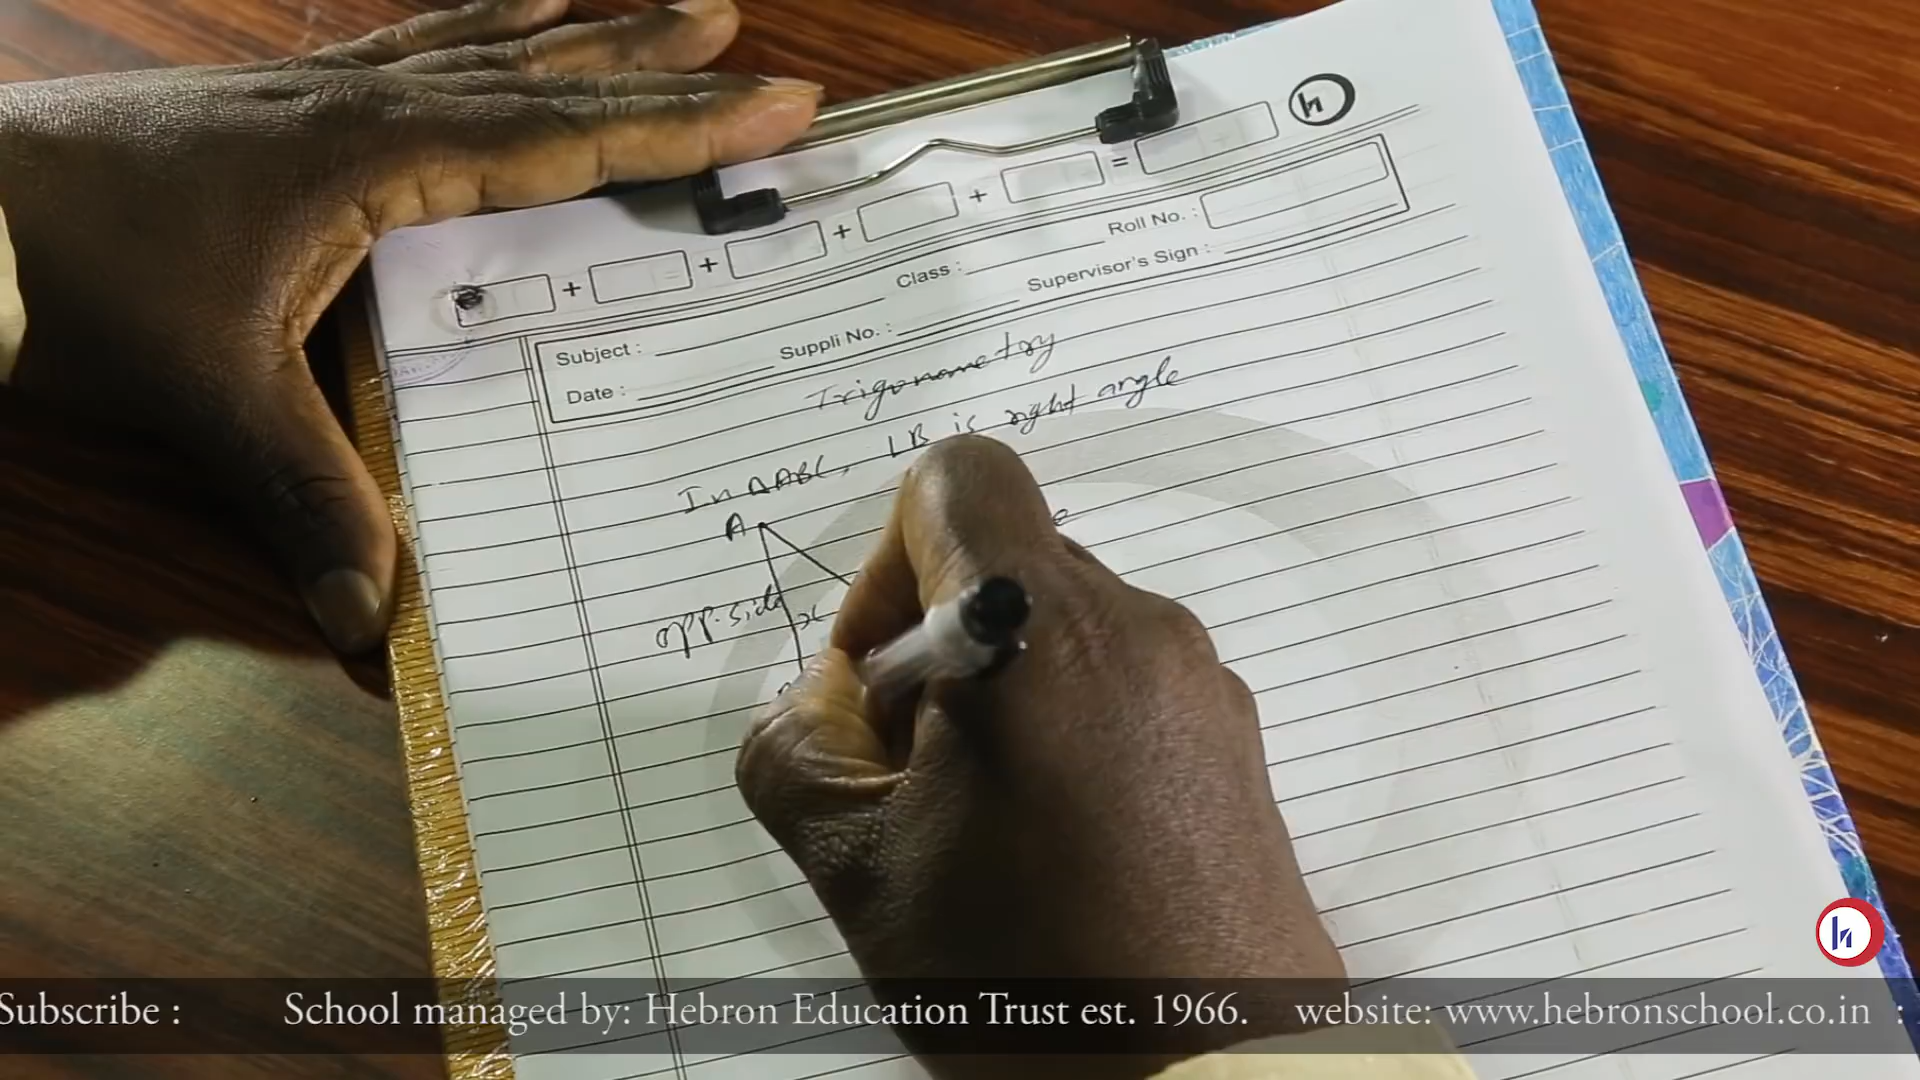 h
+ + + + =
Class : Roll No. :
Subject :
Suppli No. : Supervisor's Sign :
Date :
Trigonometry
In ΔABC, ∠B is right angle
A
e
opp. side x
h
Subscribe : School managed by: Hebron Education Trust est. 1966. website: www.hebronschool.co.in :